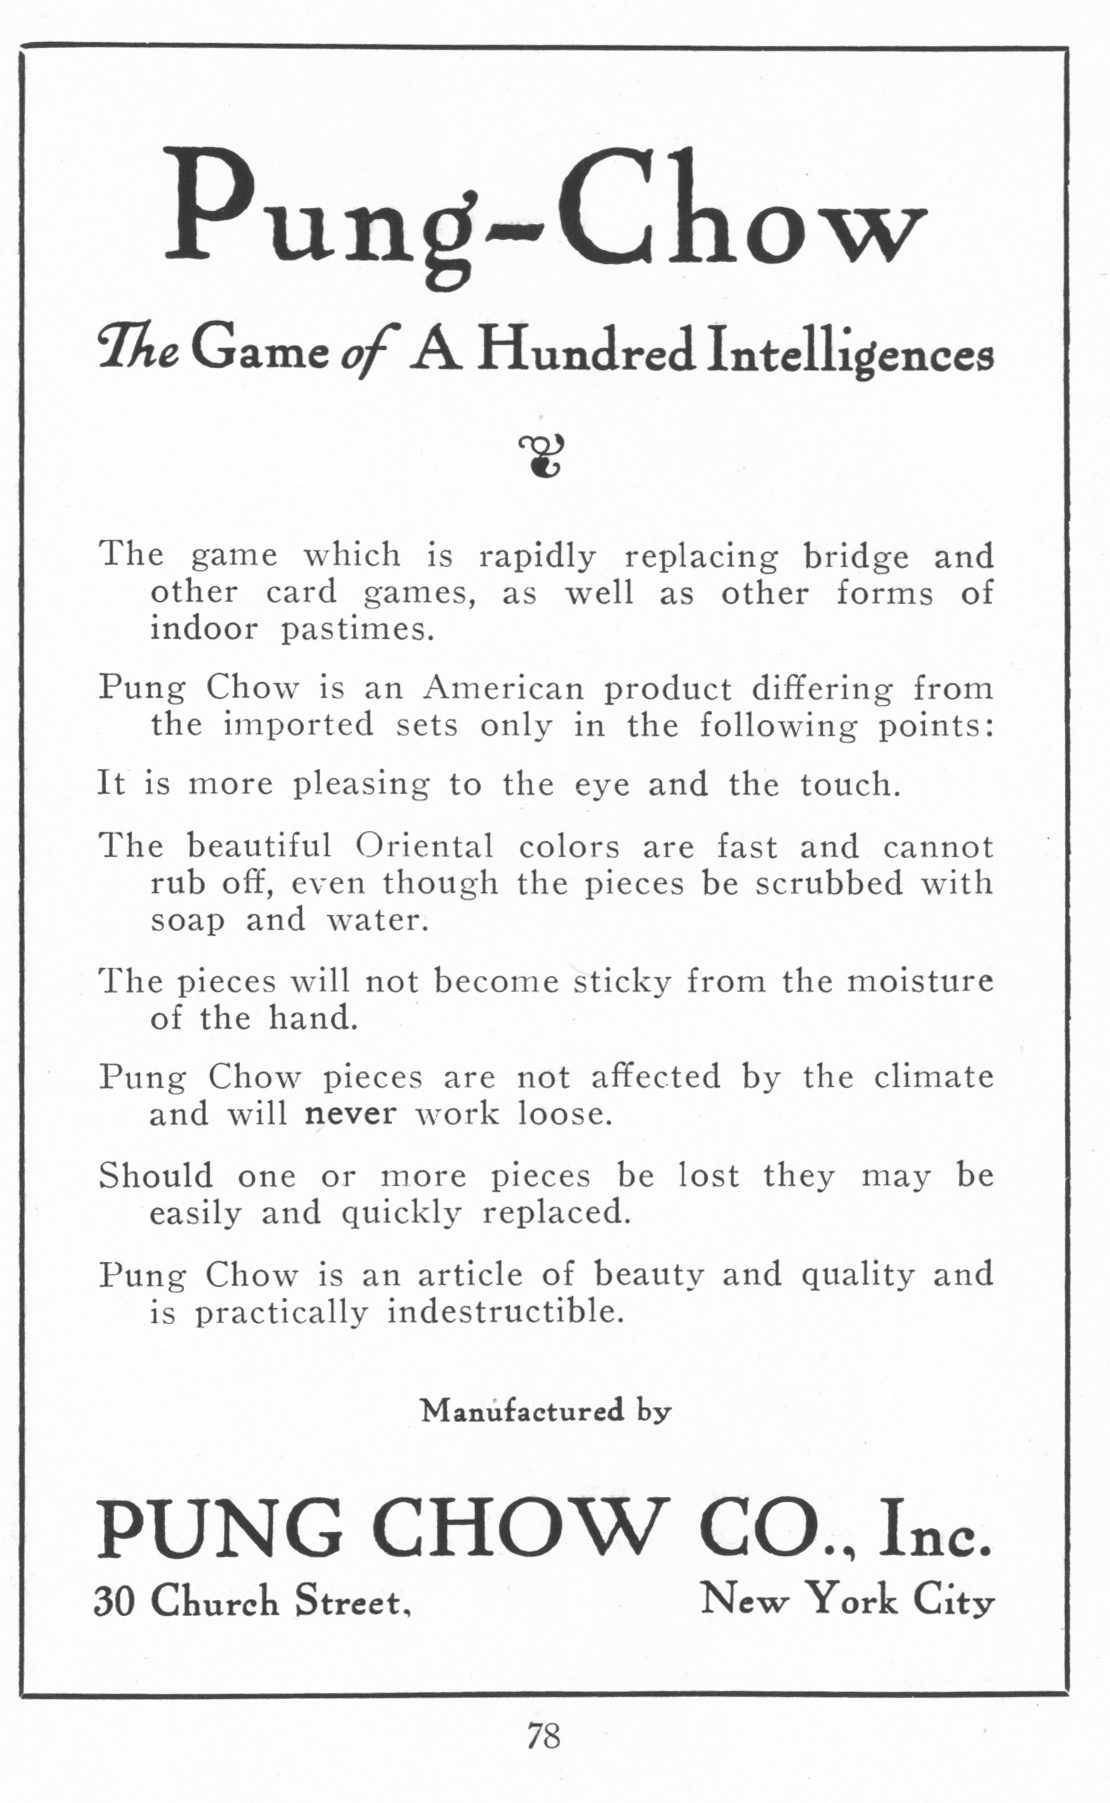 Pung-Chow
The Game of A Hundred Intelligences
The game which is rapidly replacing bridge and
other card games, as well as other forms of
indoor pastimes.
Pung Chow is an American product differing from
the imported sets only in the following points:
It is more pleasing to the eye and the touch.
The beautiful Oriental colors are fast and cannot
rub off, even though the pieces be scrubbed with
soap and water.
The pieces will not become sticky from the moisture
of the hand.
Pung Chow pieces are not affected by the climate
and will never work loose.
Should one or more pieces be lost they may be
easily and quickly replaced.
Pung Chow is an article of beauty and quality and
is practically indestructible.
Manufactured by
PUNG CHOW CO., Inc.
30 Church Street, New York City
78